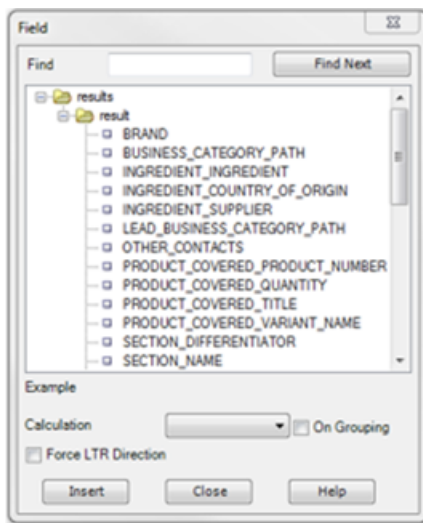 Field
Find
Find Next
results
result
BRAND
BUSINESS_CATEGORY_PATH
INGREDIENT_INGREDIENT
INGREDIENT_COUNTRY_OF_ORIGIN
INGREDIENT_SUPPLIER
LEAD_BUSINESS_CATEGORY_PATH
OTHER_CONTACTS
PRODUCT_COVERED_PRODUCT_NUMBER
PRODUCT_COVERED_QUANTITY
PRODUCT_COVERED_TITLE
PRODUCT_COVERED_VARIANT_NAME
SECTION_DIFFERENTIATOR
SECTION_NAME
Example
Calculation On Grouping
Force LTR Direction
Insert Close Help